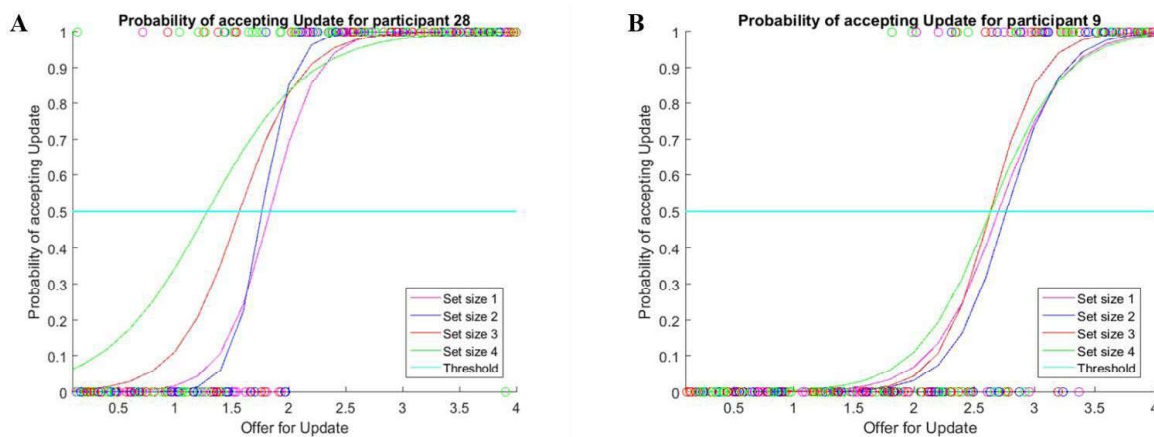 A
Probability of accepting Update for participant 28
Probability of accepting Update
1
0.9
0.8
0.7
0.6
0.5
0.4
0.3
0.2
0.1
0
0.5
1
1.5
2
2.5
3
3.5
4
Offer for Update
Set size 1
Set size 2
Set size 3
Set size 4
Threshold
B
Probability of accepting Update for participant 9
Probability of accepting Update
1
0.9
0.8
0.7
0.6
0.5
0.4
0.3
0.2
0.1
0
0.5
1
1.5
2
2.5
3
3.5
4
Offer for Update
Set size 1
Set size 2
Set size 3
Set size 4
Threshold